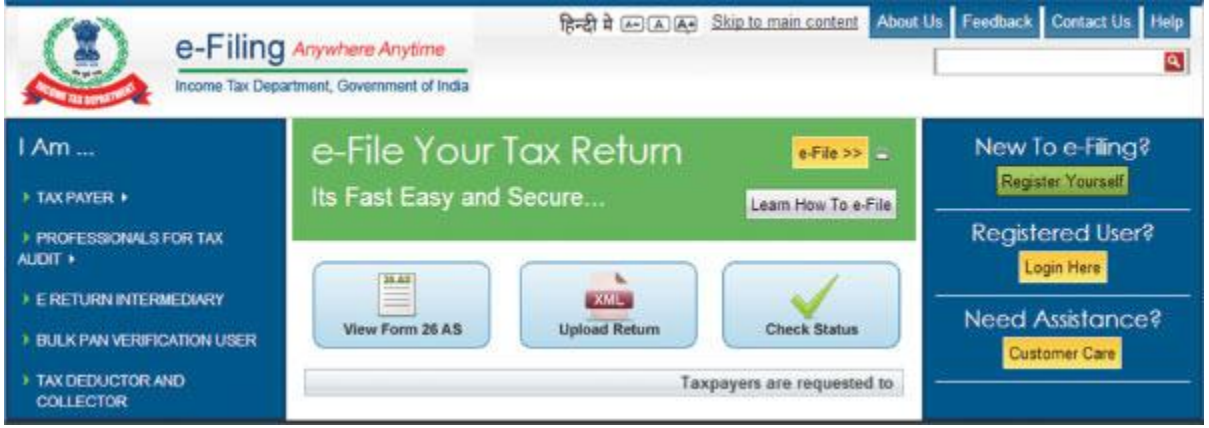 हिन्दी मे A- A A+ Skip to main content About Us Feedback Contact Us Help
e-Filing Anywhere Anytime
Income Tax Department, Government of India
INCOME TAX DEPARTMENT
I Am ...
TAX PAYER
PROFESSIONALS FOR TAX
AUDIT
E RETURN INTERMEDIARY
BULK PAN VERIFICATION USER
TAX DEDUCTOR AND
COLLECTOR
e-File Your Tax Return
e-File >>
Its Fast Easy and Secure...
Learn How To e-File
26 AS
View Form 26 AS
XML
Upload Return
Check Status
Taxpayers are requested to
New To e-Filing?
Register Yourself
Registered User?
Login Here
Need Assistance?
Customer Care